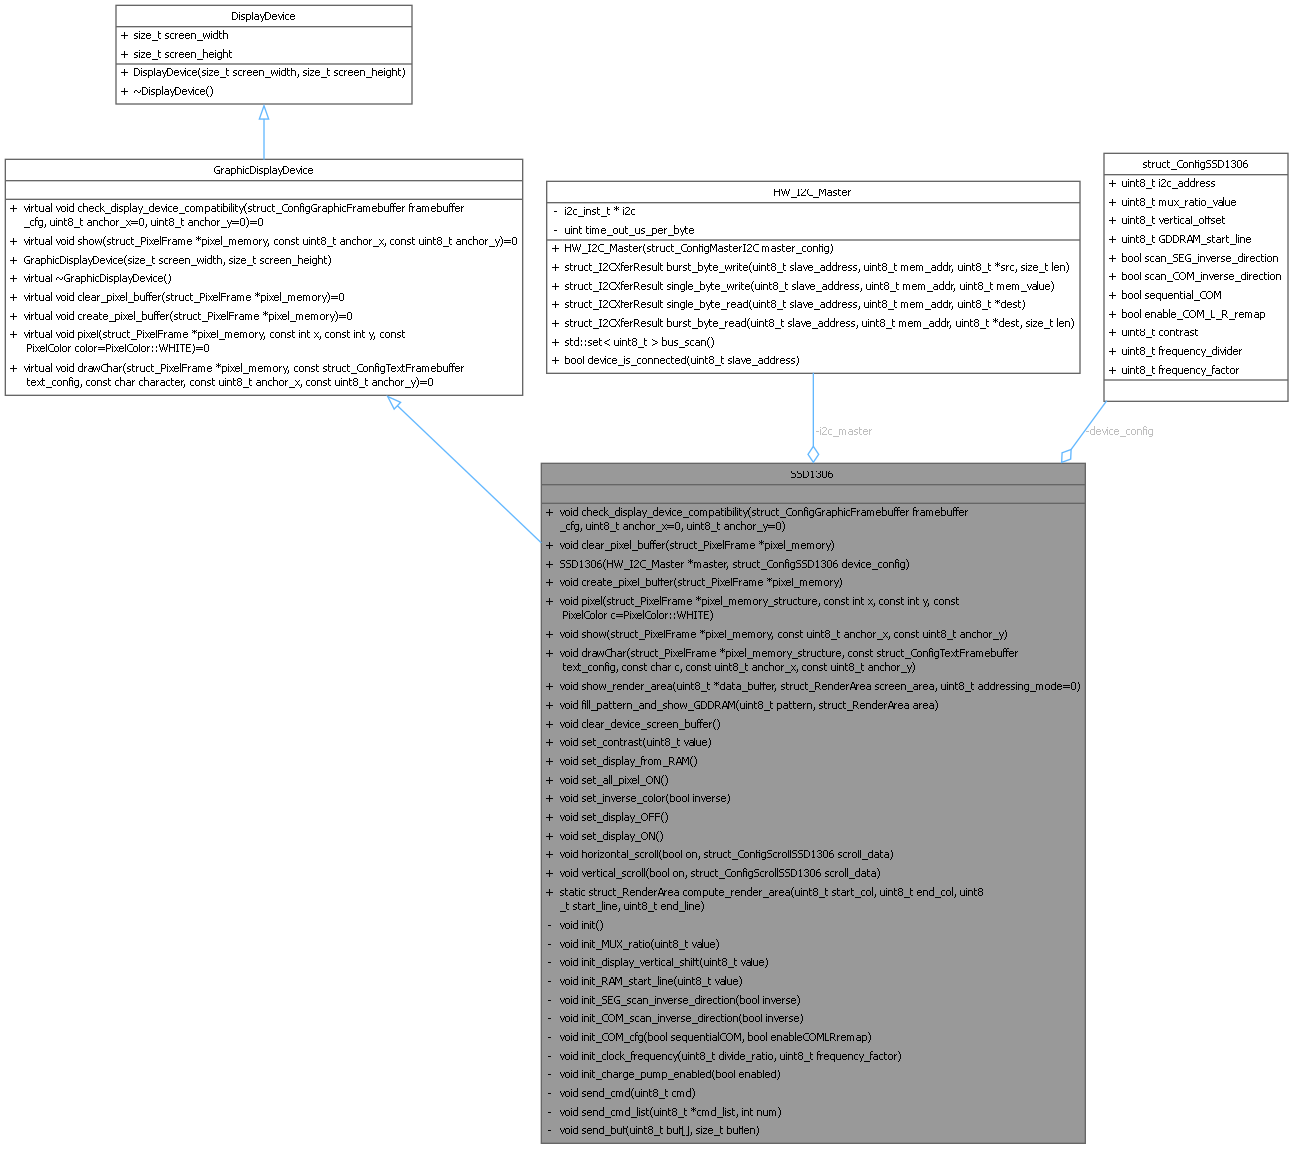 DisplayDevice
+ size_t screen_width
+ size_t screen_height
+ DisplayDevice(size_t screen_width, size_t screen_height)
+ ~DisplayDevice()
GraphicDisplayDevice
+ virtual void check_display_device_compatibility(struct_ConfigGraphicFramebuffer framebuffer
_cfg, uint8_t anchor_x=0, uint8_t anchor_y=0)=0
+ virtual void show(struct_PixelFrame *pixel_memory, const uint8_t anchor_x, const uint8_t anchor_y)=0
+ GraphicDisplayDevice(size_t screen_width, size_t screen_height)
+ virtual ~GraphicDisplayDevice()
+ virtual void clear_pixel_buffer(struct_PixelFrame *pixel_memory)=0
+ virtual void create_pixel_buffer(struct_PixelFrame *pixel_memory)=0
+ virtual void pixel(struct_PixelFrame *pixel_memory, const int x, const int y, const
PixelColor color=PixelColor::WHITE)=0
+ virtual void drawChar(struct_PixelFrame *pixel_memory, const struct_ConfigTextFramebuffer
text_config, const char character, const uint8_t anchor_x, const uint8_t anchor_y)=0
HW_I2C_Master
- i2c_inst_t * i2c
- uint time_out_us_per_byte
+ HW_I2C_Master(struct_ConfigMasterI2C master_config)
+ struct_I2CXferResult burst_byte_write(uint8_t slave_address, uint8_t mem_addr, uint8_t *src, size_t len)
+ struct_I2CXferResult single_byte_write(uint8_t slave_address, uint8_t mem_addr, uint8_t mem_value)
+ struct_I2CXferResult single_byte_read(uint8_t slave_address, uint8_t mem_addr, uint8_t *dest)
+ struct_I2CXferResult burst_byte_read(uint8_t slave_address, uint8_t mem_addr, uint8_t *dest, size_t len)
+ std::set< uint8_t > bus_scan()
+ bool device_is_connected(uint8_t slave_address)
struct_ConfigSSD1306
+ uint8_t i2c_address
+ uint8_t mux_ratio_value
+ uint8_t vertical_offset
+ uint8_t GDDRAM_start_line
+ bool scan_SEG_inverse_direction
+ bool scan_COM_inverse_direction
+ bool sequential_COM
+ bool enable_COM_L_R_remap
+ uint8_t contrast
+ uint8_t frequency_divider
+ uint8_t frequency_factor
-i2c_master
-device_config
SSD1306
+ void check_display_device_compatibility(struct_ConfigGraphicFramebuffer framebuffer
_cfg, uint8_t anchor_x=0, uint8_t anchor_y=0)
+ void clear_pixel_buffer(struct_PixelFrame *pixel_memory)
+ SSD1306(HW_I2C_Master *master, struct_ConfigSSD1306 device_config)
+ void create_pixel_buffer(struct_PixelFrame *pixel_memory)
+ void pixel(struct_PixelFrame *pixel_memory_structure, const int x, const int y, const
PixelColor c=PixelColor::WHITE)
+ void show(struct_PixelFrame *pixel_memory, const uint8_t anchor_x, const uint8_t anchor_y)
+ void drawChar(struct_PixelFrame *pixel_memory_structure, const struct_ConfigTextFramebuffer
text_config, const char c, const uint8_t anchor_x, const uint8_t anchor_y)
+ void show_render_area(uint8_t *data_buffer, struct_RenderArea screen_area, uint8_t addressing_mode=0)
+ void fill_pattern_and_show_GDDRAM(uint8_t pattern, struct_RenderArea area)
+ void clear_device_screen_buffer()
+ void set_contrast(uint8_t value)
+ void set_display_from_RAM()
+ void set_all_pixel_ON()
+ void set_inverse_color(bool inverse)
+ void set_display_OFF()
+ void set_display_ON()
+ void horizontal_scroll(bool on, struct_ConfigScrollSSD1306 scroll_data)
+ void vertical_scroll(bool on, struct_ConfigScrollSSD1306 scroll_data)
+ static struct_RenderArea compute_render_area(uint8_t start_col, uint8_t end_col, uint8
_t start_line, uint8_t end_line)
- void init()
- void init_MUX_ratio(uint8_t value)
- void init_display_vertical_shift(uint8_t value)
- void init_RAM_start_line(uint8_t value)
- void init_SEG_scan_inverse_direction(bool inverse)
- void init_COM_scan_inverse_direction(bool inverse)
- void init_COM_cfg(bool sequentialCOM, bool enableCOMLRremap)
- void init_clock_frequency(uint8_t divide_ratio, uint8_t frequency_factor)
- void init_charge_pump_enabled(bool enabled)
- void send_cmd(uint8_t cmd)
- void send_cmd_list(uint8_t *cmd_list, int num)
- void send_buf(uint8_t buf[], size_t buflen)